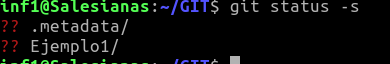 inf1@Salesianas:~/GIT$ git status -s
?? .metadata/
?? Ejemplo1/